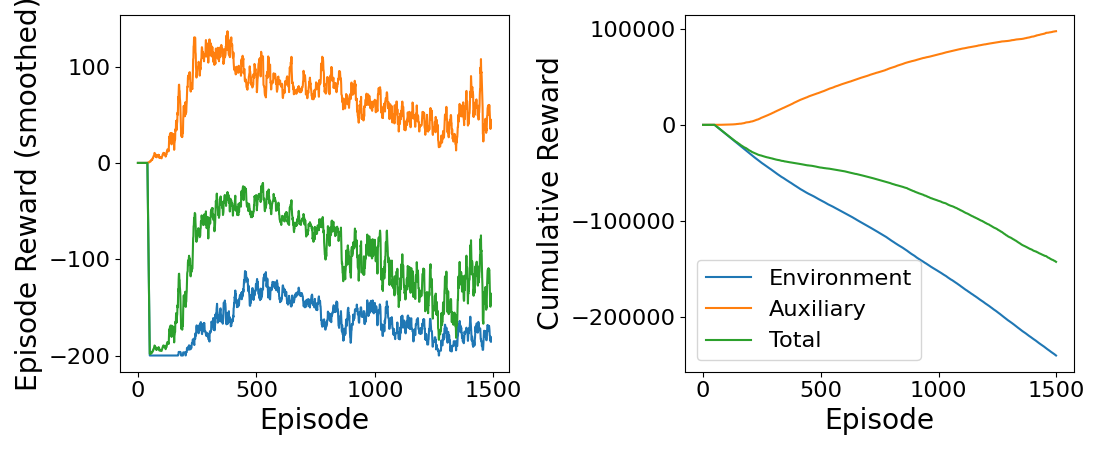 Episode Reward (smoothed)
100
0
−100
−200
0
500
1000
1500
Episode
Cumulative Reward
100000
0
−100000
−200000
Environment
Auxiliary
Total
0
500
1000
1500
Episode